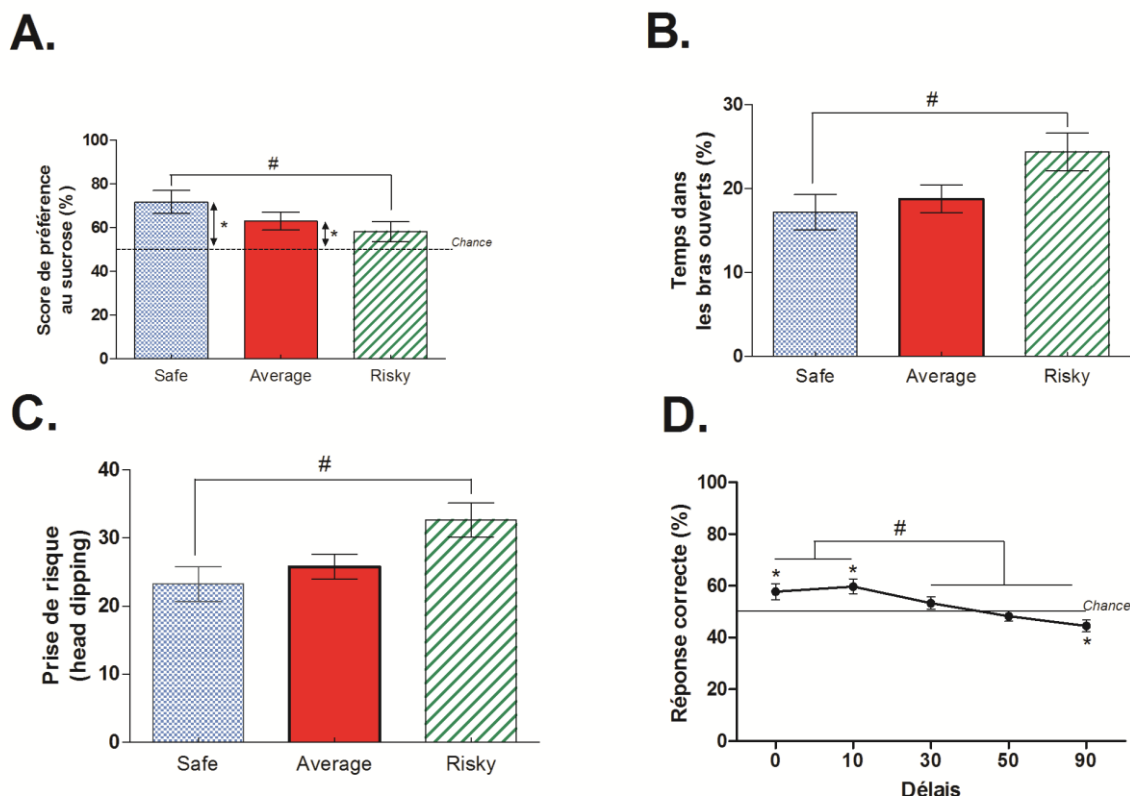 A.
Score de préférence
au sucrose (%)
100
80
60
40
20
0
#
*
*
Chance
Safe Average Risky
B.
Temps dans
les bras ouverts (%)
30
20
10
0
#
Safe Average Risky
C.
Prise de risque
(head dipping)
40
30
20
10
0
#
Safe Average Risky
D.
Réponse correcte (%)
100
80
60
40
20
0
#
*
*
Chance
*
0 10 30 50 90
Délais